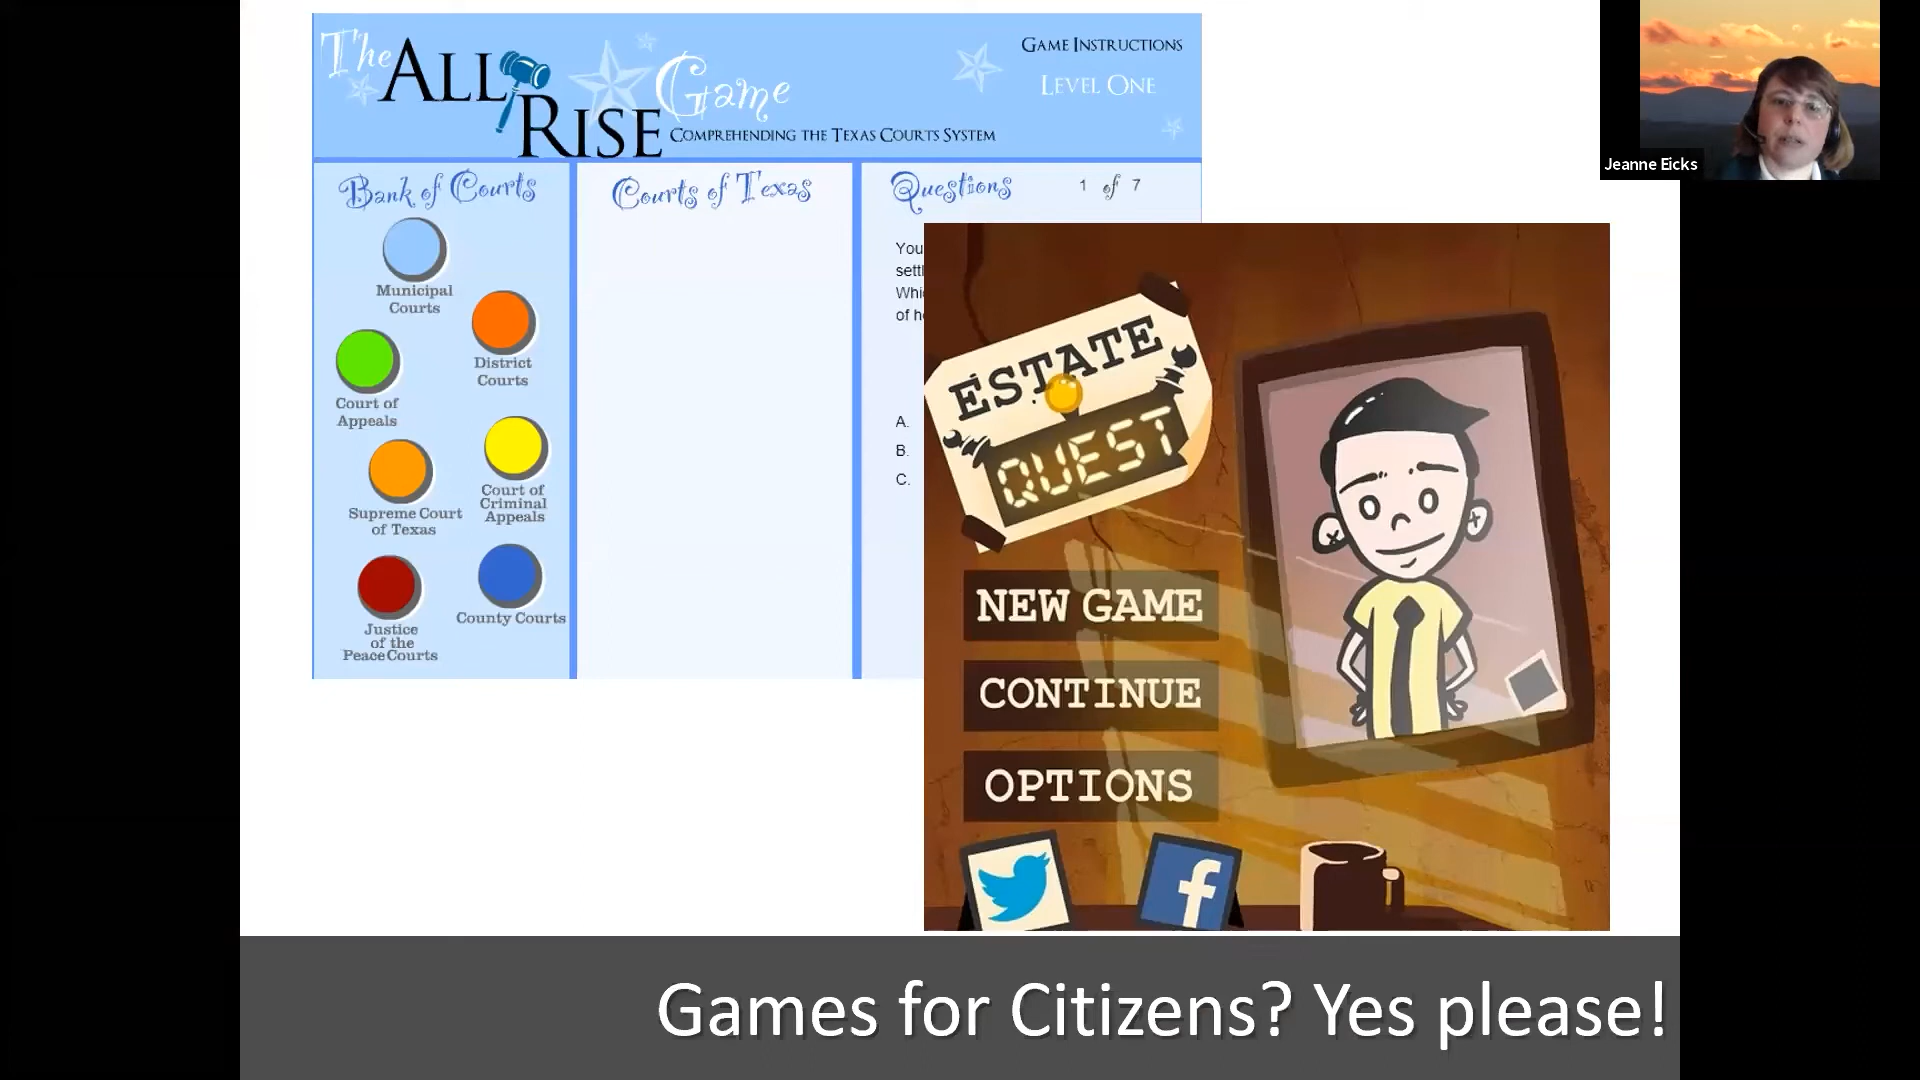 The ALL RISE Game
COMPREHENDING THE TEXAS COURTS SYSTEM
GAME INSTRUCTIONS
LEVEL ONE
Bank of Courts
Municipal
Courts
District
Courts
Court of
Appeals
Court of
Criminal
Appeals
Supreme Court
of Texas
County Courts
Justice
of the
Peace Courts
Courts of Texas
Questions 1 of 7
You
A.
B.
C.
ESTATE
QUEST
NEW GAME
CONTINUE
OPTIONS
Jeanne Eicks
Games for Citizens? Yes please!